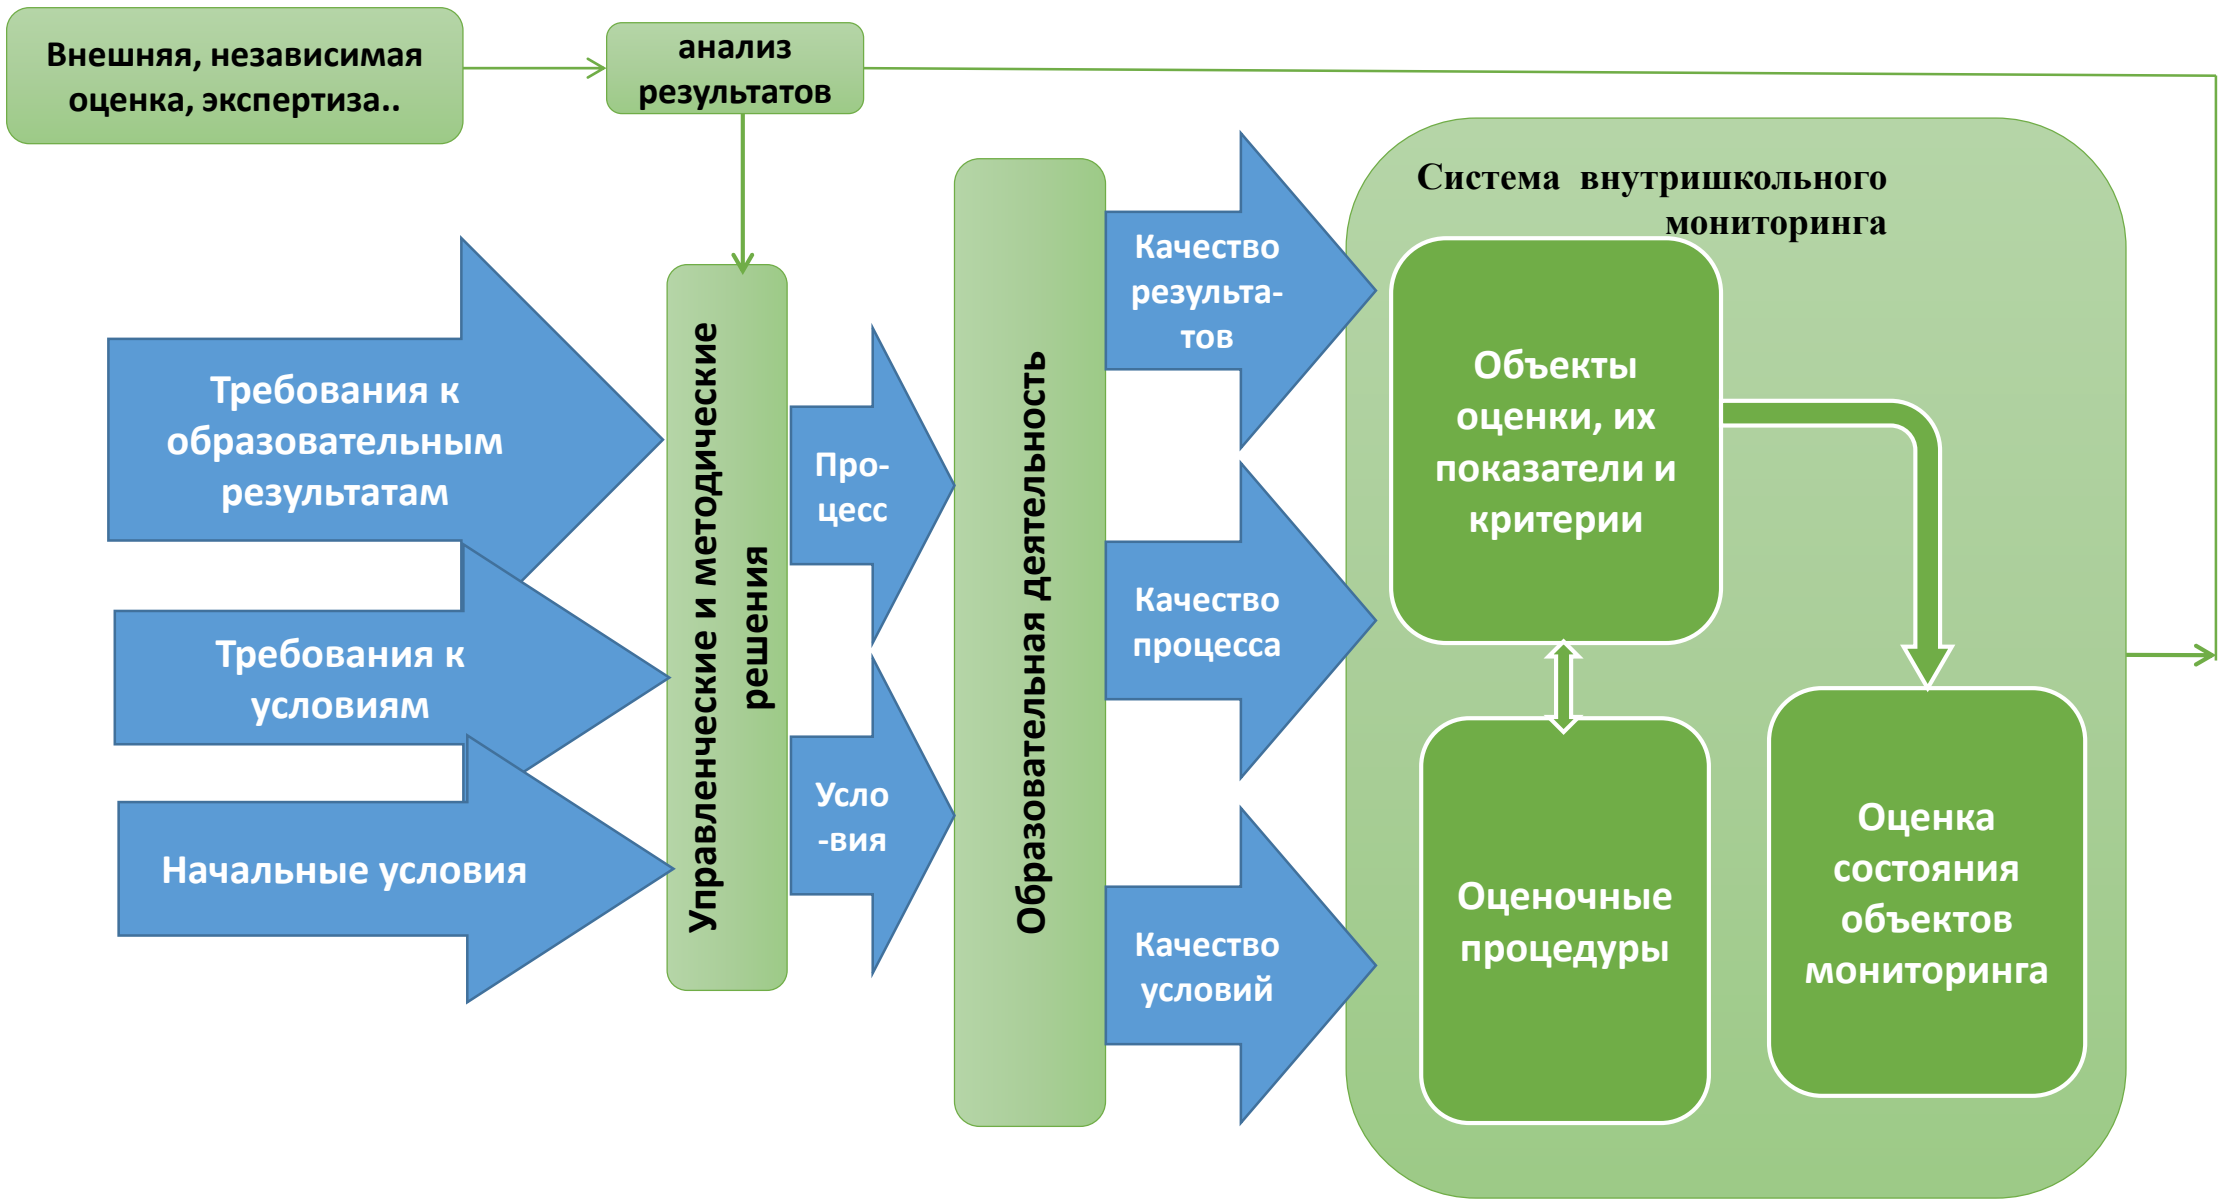 Внешняя, независимая
оценка, экспертиза..
анализ
результатов
Требования к
образовательным
результатам
Требования к
условиям
Начальные условия
Управленческие и методические
решения
Про-
цесс
Усло
-вия
Образовательная деятельность
Качество
результа-
тов
Качество
процесса
Качество
условий
Система внутришкольного
мониторинга
Объекты
оценки, их
показатели и
критерии
Оценочные
процедуры
Оценка
состояния
объектов
мониторинга